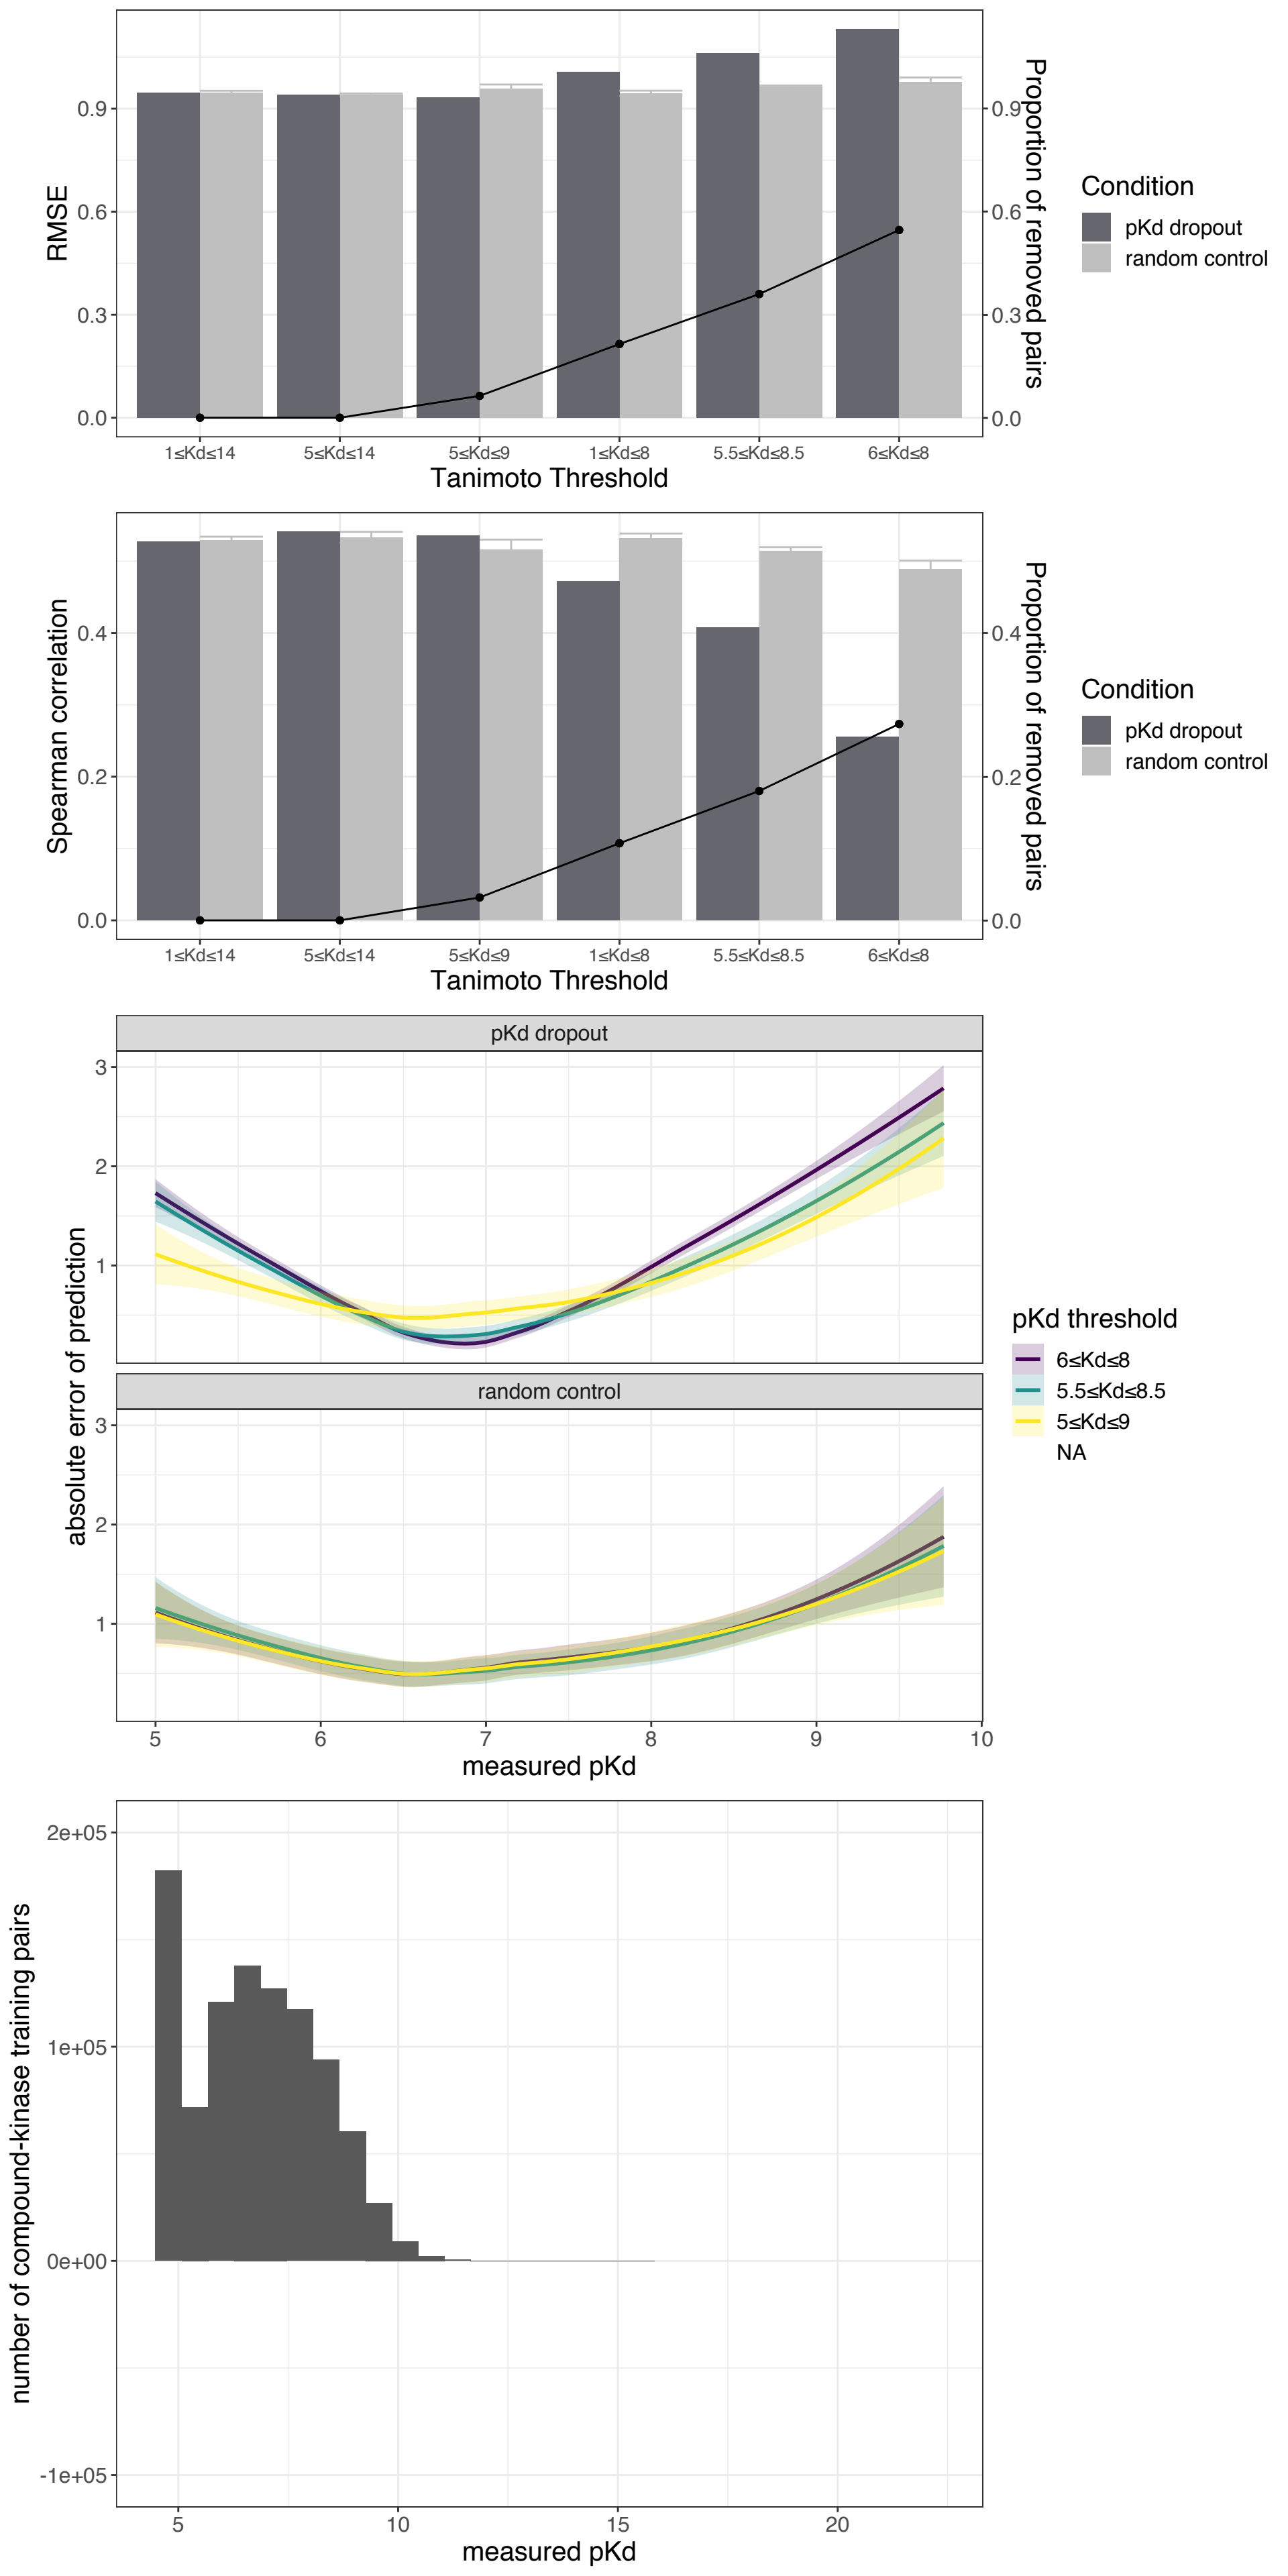 0.9
0.6
0.3
0.0
RMSE
0.9
0.6
0.3
0.0
Proportion of removed pairs
1≤Kd≤14
5≤Kd≤14
5≤Kd≤9
1≤Kd≤8
5.5≤Kd≤8.5
6≤Kd≤8
Tanimoto Threshold
Condition
pKd dropout
random control
0.4
0.2
0.0
Spearman correlation
0.4
0.2
0.0
Proportion of removed pairs
1≤Kd≤14
5≤Kd≤14
5≤Kd≤9
1≤Kd≤8
5.5≤Kd≤8.5
6≤Kd≤8
Tanimoto Threshold
Condition
pKd dropout
random control
pKd dropout
3
2
1
absolute error of prediction
random control
3
2
1
5
6
7
8
9
10
measured pKd
pKd threshold
6≤Kd≤8
5.5≤Kd≤8.5
5≤Kd≤9
NA
2e+05
1e+05
0e+00
-1e+05
number of compound-kinase training pairs
5
10
15
20
measured pKd